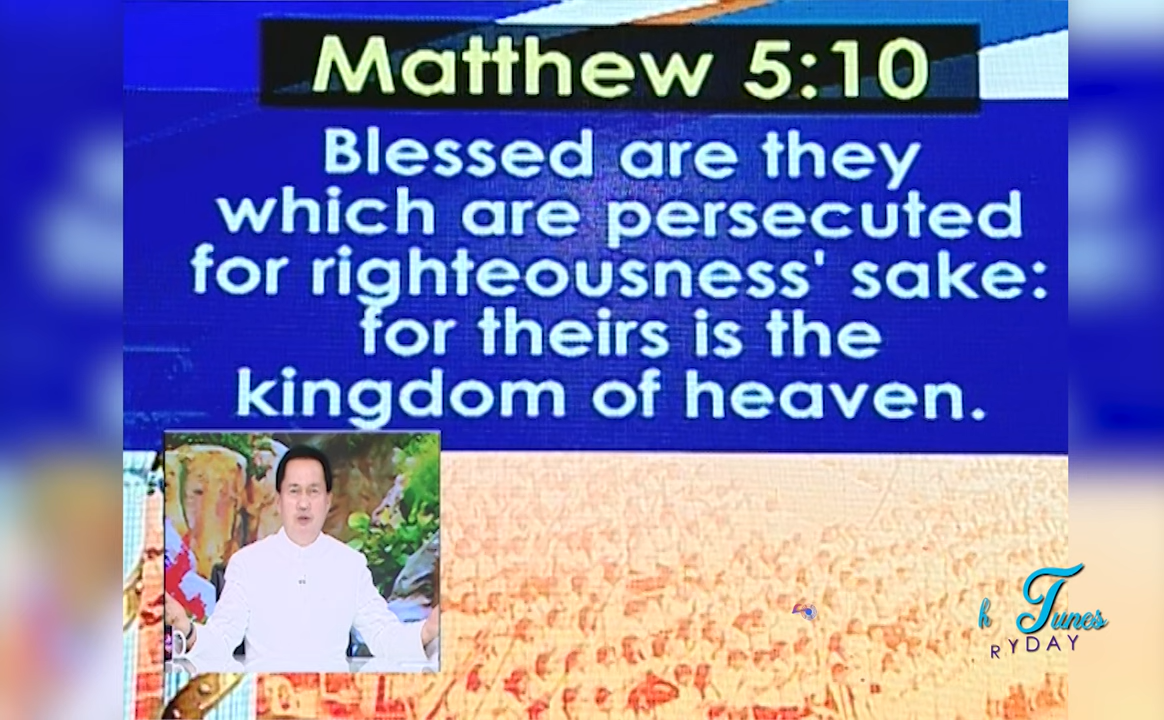 Matthew 5:10
Blessed are they
which are persecuted
for righteousness' sake:
for theirs is the
kingdom of heaven.
h Tunes
RYDAY